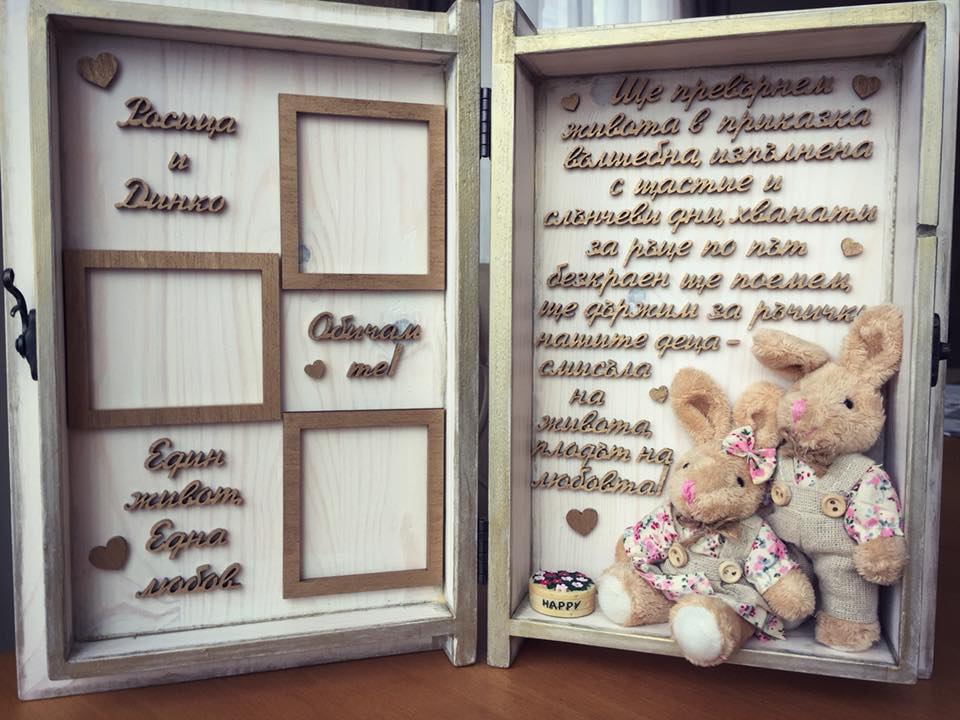 Росица
и
Динко
Обичам
те!
Един
живот,
Една
любов
Ще превърнем
живота в приказка
вълшебна, изпълнена
с щастие и
слънчеви дни, хванати
за ръце по път
безкраен ще поемем,
ще държим за ръчички
нашите деца -
смисъла
на
живота,
плодът на
любовта!
HAPPY